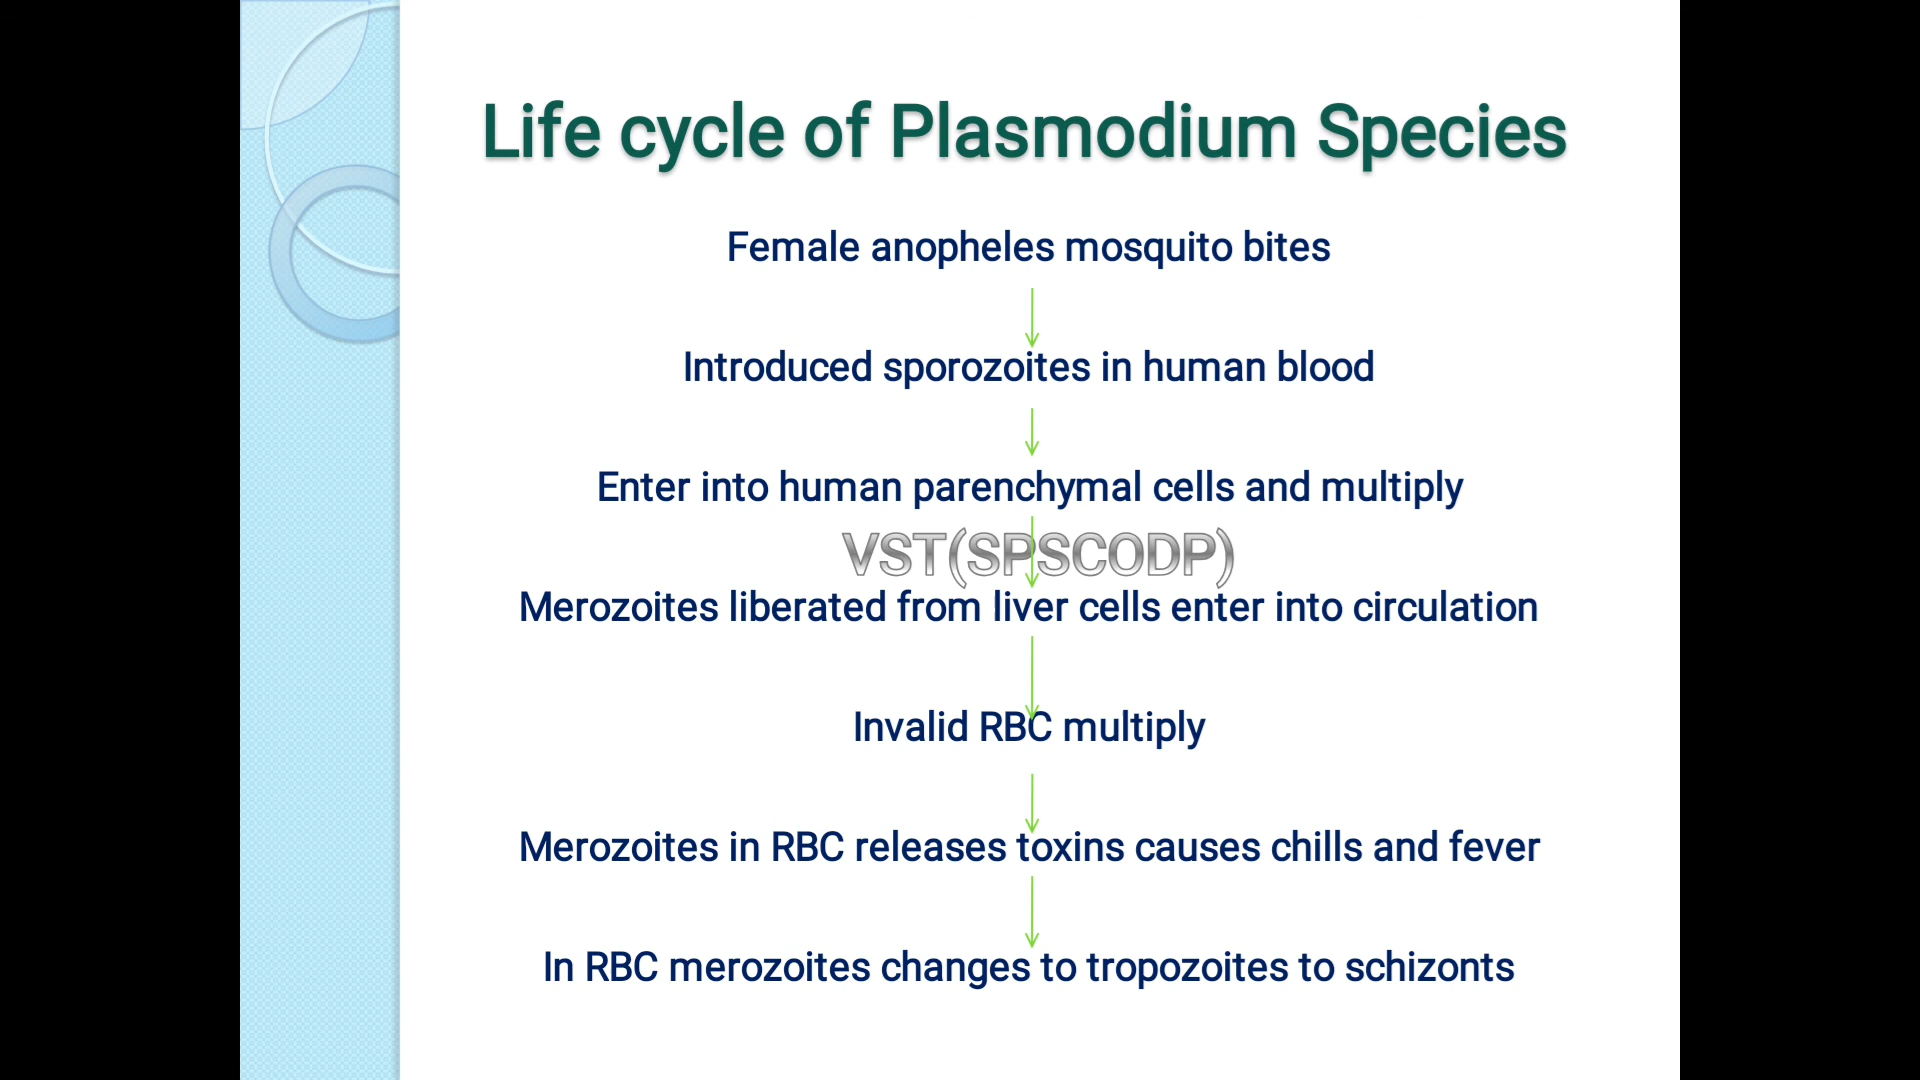 Life cycle of Plasmodium Species
Female anopheles mosquito bites
Introduced sporozoites in human blood
Enter into human parenchymal cells and multiply
VST(SPSCODP)
Merozoites liberated from liver cells enter into circulation
Invalid RBC multiply
Merozoites in RBC releases toxins causes chills and fever
In RBC merozoites changes to tropozoites to schizonts